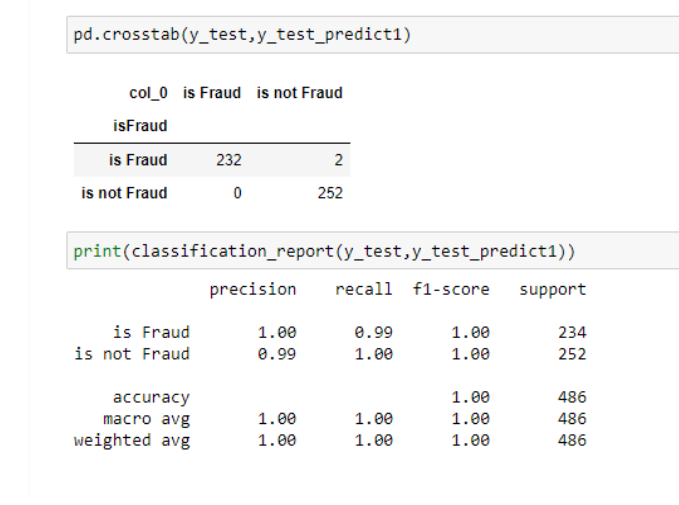 pd.crosstab(y_test,y_test_predict1)
col_0 is Fraud is not Fraud
isFraud
is Fraud 232 2
is not Fraud 0 252
print(classification_report(y_test,y_test_predict1))
precision recall f1-score support
is Fraud 1.00 0.99 1.00 234
is not Fraud 0.99 1.00 1.00 252
accuracy 1.00 486
macro avg 1.00 1.00 1.00 486
weighted avg 1.00 1.00 1.00 486